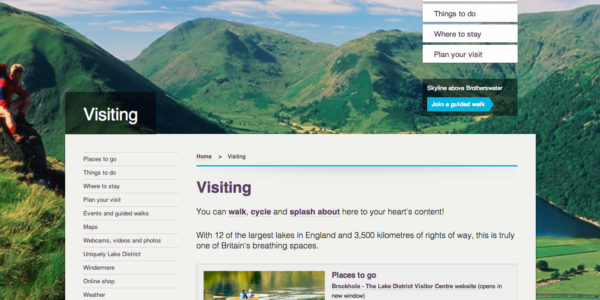 Things to do
Where to stay
Plan your visit
Skyline above Brotherswater
Join a guided walk
Visiting
Places to go
Things to do
Where to stay
Plan your visit
Events and guided walks
Maps
Webcams, videos and photos
Uniquely Lake District
Windermere
Online shop
Weather
Home > Visiting
Visiting
You can walk, cycle and splash about here to your heart's content!
With 12 of the largest lakes in England and 3,500 kilometres of rights of way, this is truly
one of Britain's breathing spaces.
Places to go
Brockhole - The Lake District Visitor Centre website (opens in
new window)